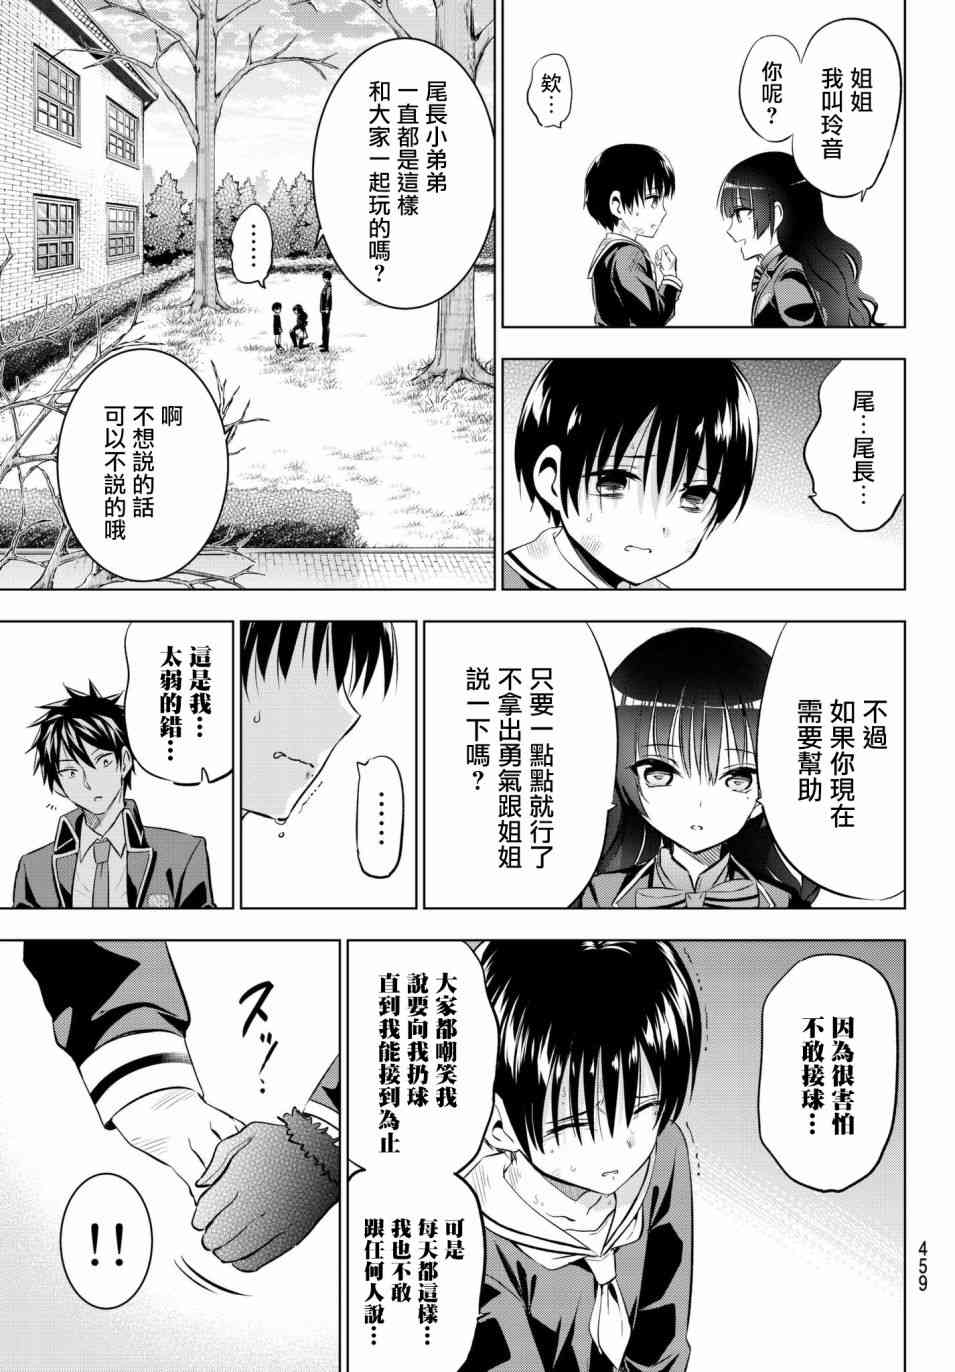 姐姐
我叫玲音
你呢？
欸…
尾…尾長…
尾長小弟弟
一直都是這樣
和大家一起玩的嗎？
……
啊
不想說的話
可以不說的哦
不過
如果你現在
需要幫助
只要一點點就行了
不拿出勇氣跟姐姐
說一下嗎？
……
這是我…
太弱的錯…
因為很害怕
不敢接球…
大家都嘲笑我
說要向我扔球
直到我能接到為止
可是
每天都這樣…
我也不敢
跟任何人說…
スッ
！！
459